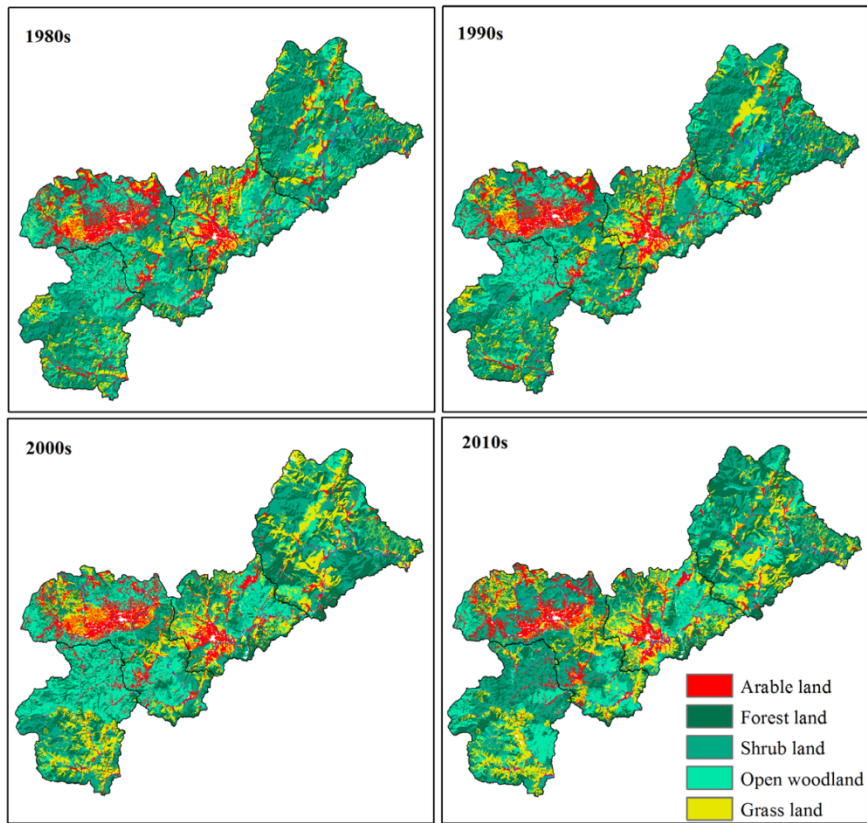 1980s
1990s
2000s
2010s
Arable land
Forest land
Shrub land
Open woodland
Grass land